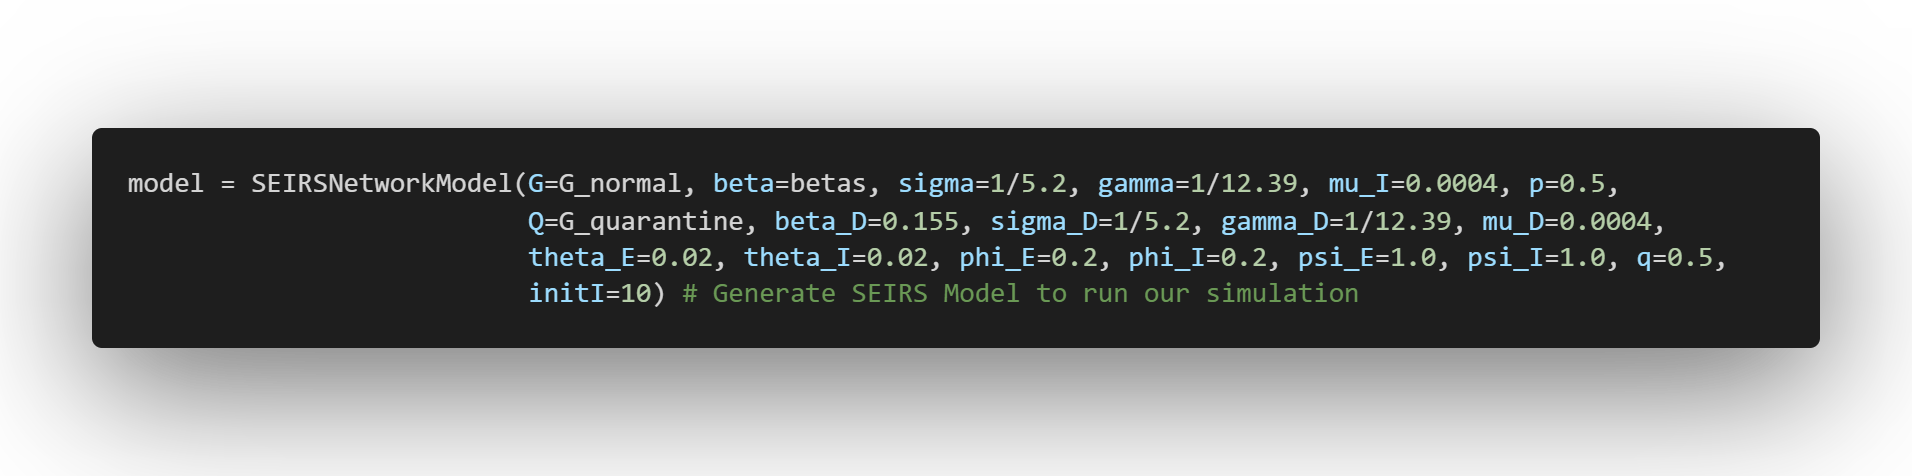 model = SEIRSNetworkModel(G=G_normal, beta=betas, sigma=1/5.2, gamma=1/12.39, mu_I=0.0004, p=0.5,
Q=G_quarantine, beta_D=0.155, sigma_D=1/5.2, gamma_D=1/12.39, mu_D=0.0004,
theta_E=0.02, theta_I=0.02, phi_E=0.2, phi_I=0.2, psi_E=1.0, psi_I=1.0, q=0.5,
initI=10) # Generate SEIRS Model to run our simulation